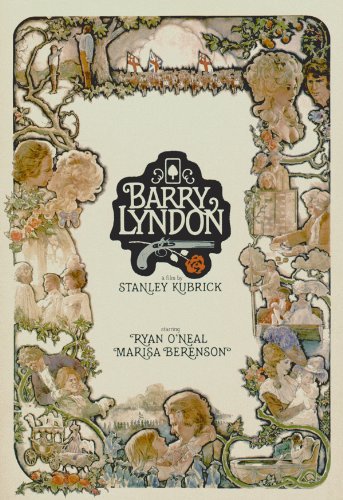 BARRY
LYNDON
a film by
STANLEY KUBRICK
starring
RYAN O'NEAL
MARISA BERENSON